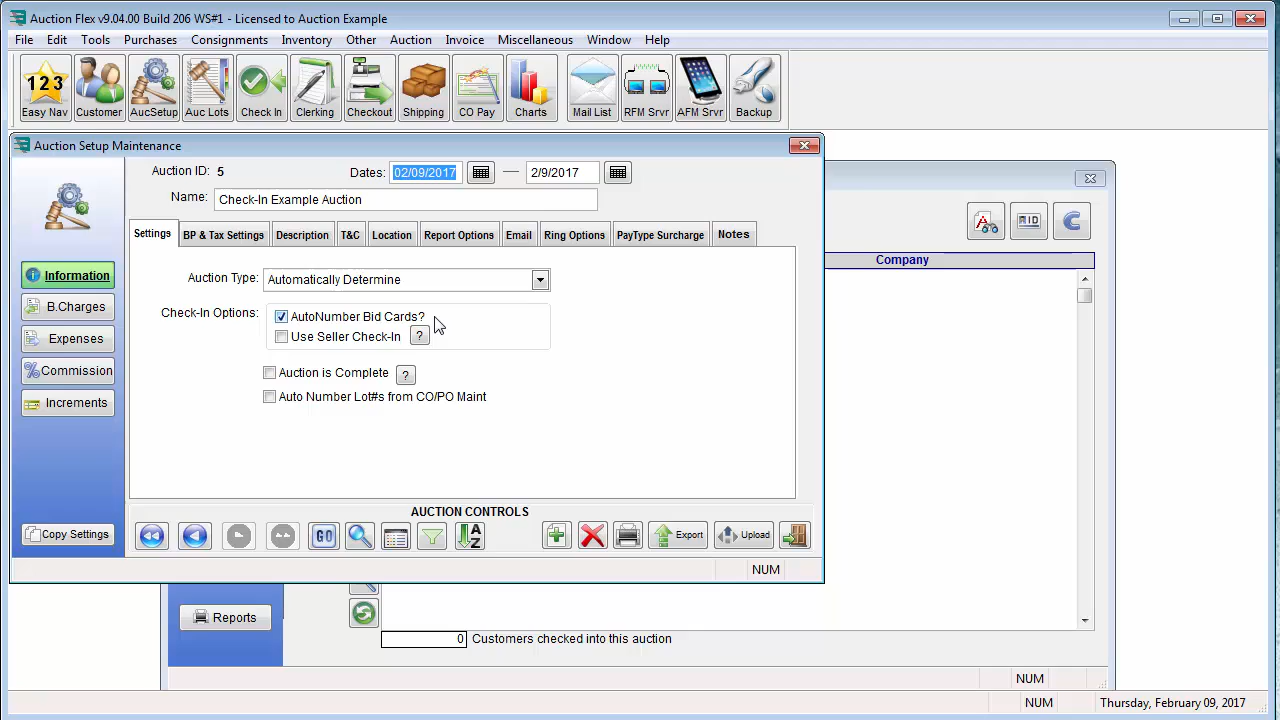 Auction Flex v9.04.00 Build 206 WS#1 - Licensed to Auction Example
File Edit Tools Purchases Consignments Inventory Other Auction Invoice Miscellaneous Window Help
123
Easy Nav Customer AucSetup Auc Lots Check In Clerking Checkout Shipping CO Pay Charts Mail List RFM Srvr AFM Srvr Backup
Auction Setup Maintenance
Auction ID: 5 Dates: 02/09/2017 — 2/9/2017
Name: Check-In Example Auction
Settings BP & Tax Settings Description T&C Location Report Options Email Ring Options PayType Surcharge Notes
BID
Company
Information
B.Charges
Expenses
%Commission
Increments
Copy Settings
Auction Type: Automatically Determine
Check-In Options: AutoNumber Bid Cards?
Use Seller Check-In ?
Auction is Complete ?
Auto Number Lot#s from CO/PO Maint
AUCTION CONTROLS
GO A Z Export Upload
NUM
Reports
0 Customers checked into this auction
NUM
NUM Thursday, February 09, 2017